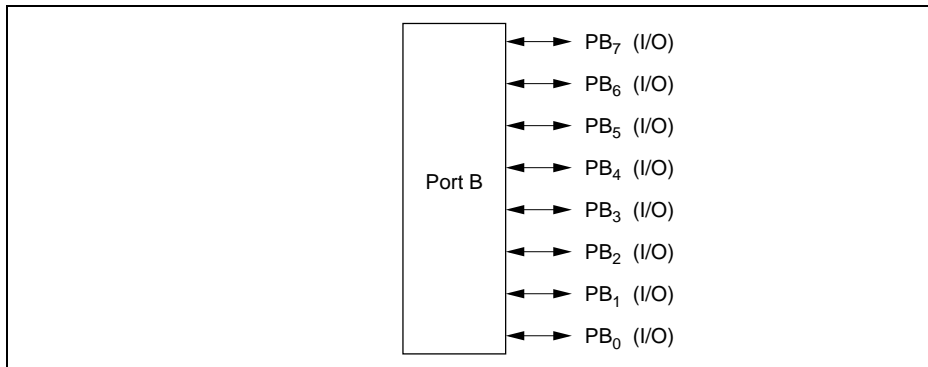 PB₇ (I/O)
PB₆ (I/O)
PB₅ (I/O)
PB₄ (I/O)
Port B
PB₃ (I/O)
PB₂ (I/O)
PB₁ (I/O)
PB₀ (I/O)